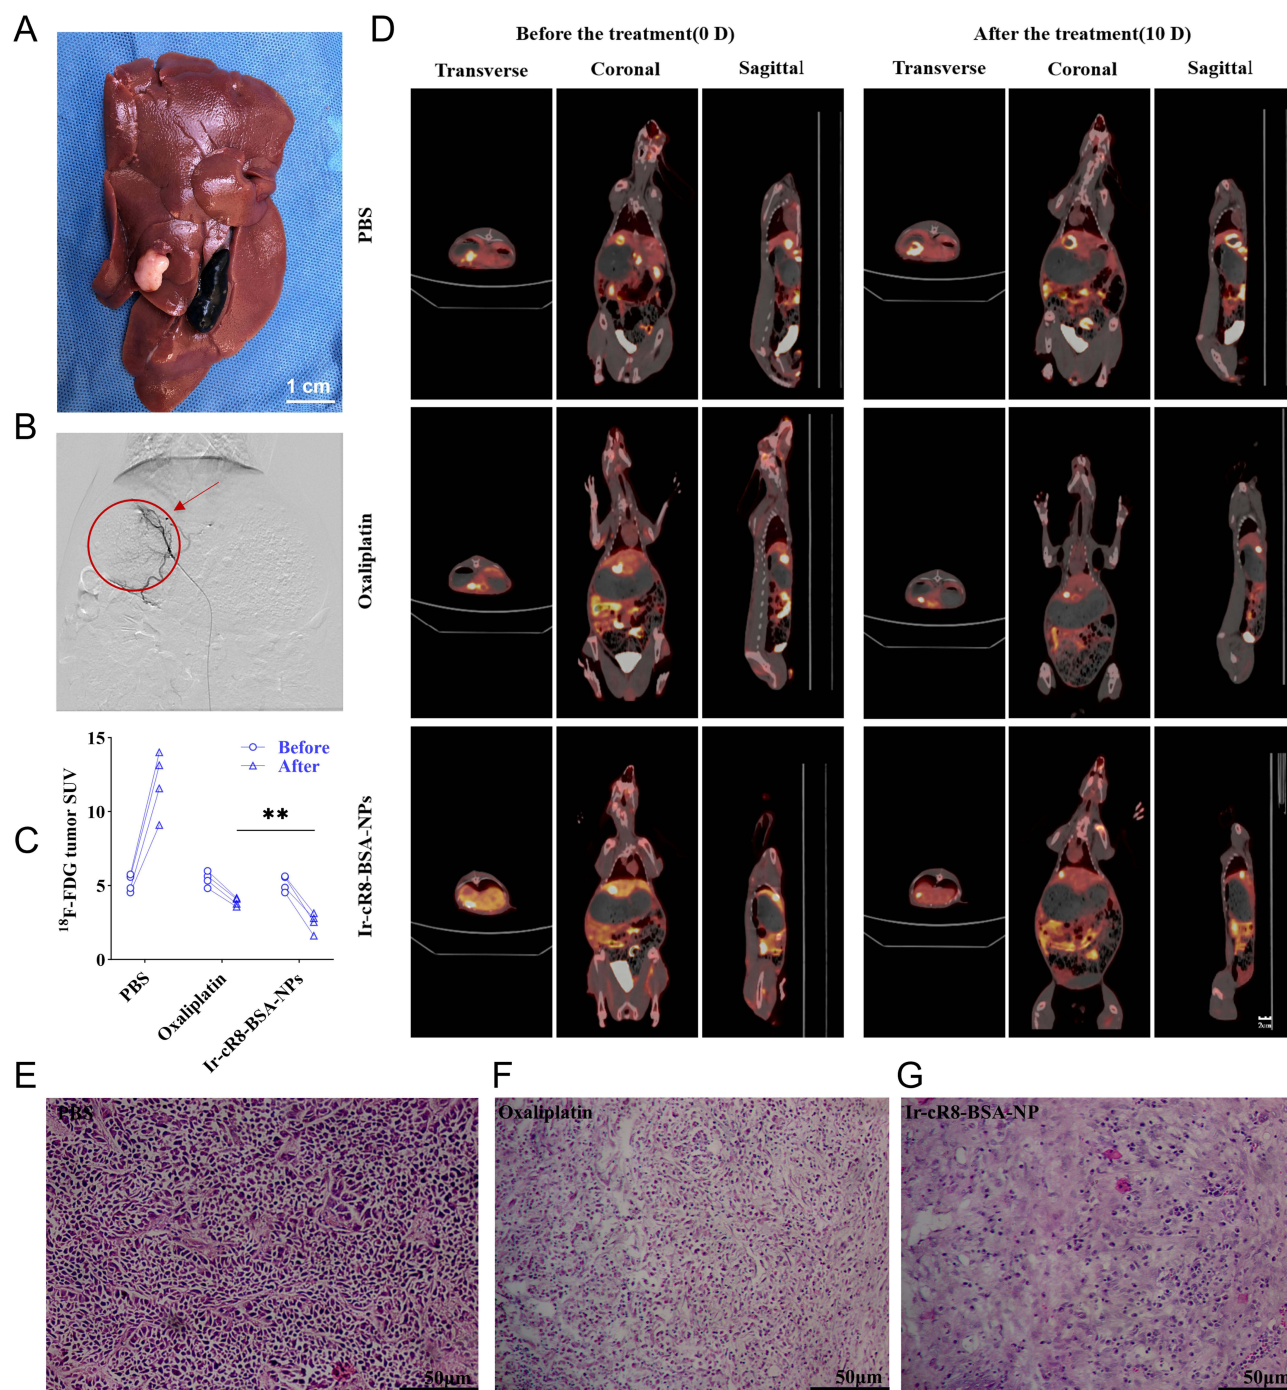 A
1 cm
B
15
10
5
0
18F-FDG tumor SUV
Before
After
**
C
PBS
Oxaliplatin
Ir-cR8-BSA-NPs
D
Before the treatment(0 D)
After the treatment(10 D)
Transverse
Coronal
Sagittal
Transverse
Coronal
Sagittal
PBS
Oxaliplatin
Ir-cR8-BSA-NPs
E
PBS
50μm
F
Oxaliplatin
50μm
G
Ir-cR8-BSA-NP
50μm